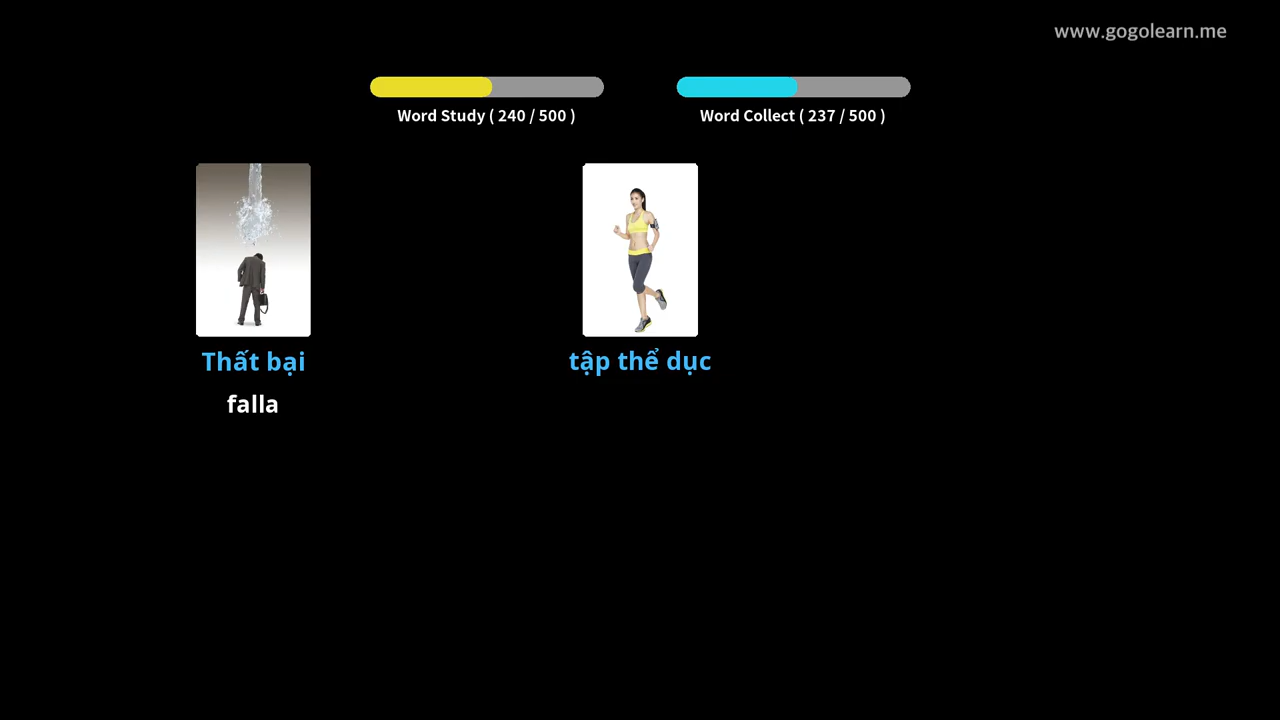 www.gogolearn.me
Word Study ( 240 / 500 )
Word Collect ( 237 / 500 )
Thất bại
tập thể dục
falla